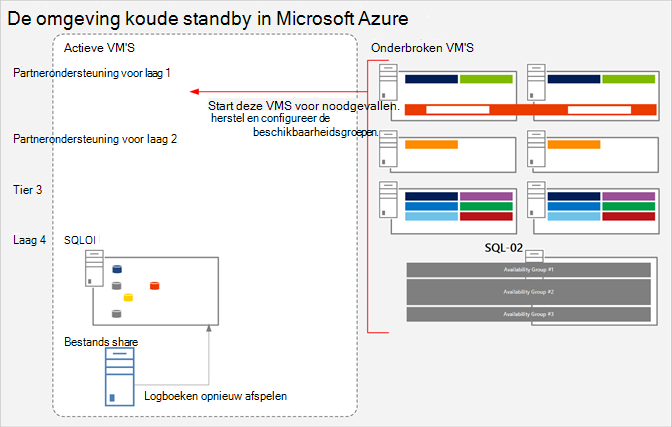 De omgeving koude standby in Microsoft Azure
Actieve VM'S
Onderbroken VM'S
Partnerondersteuning voor laag 1
Start deze VMS voor noodgevallen.
herstel en configureer de
beschikbaarheidsgroepen.
Partnerondersteuning voor laag 2
Tier 3
Laag 4
SQLOI
SQL-02
Availability Group #1
Availability Group #2
Availability Group #3
Bestands share
Logboeken opnieuw afspelen